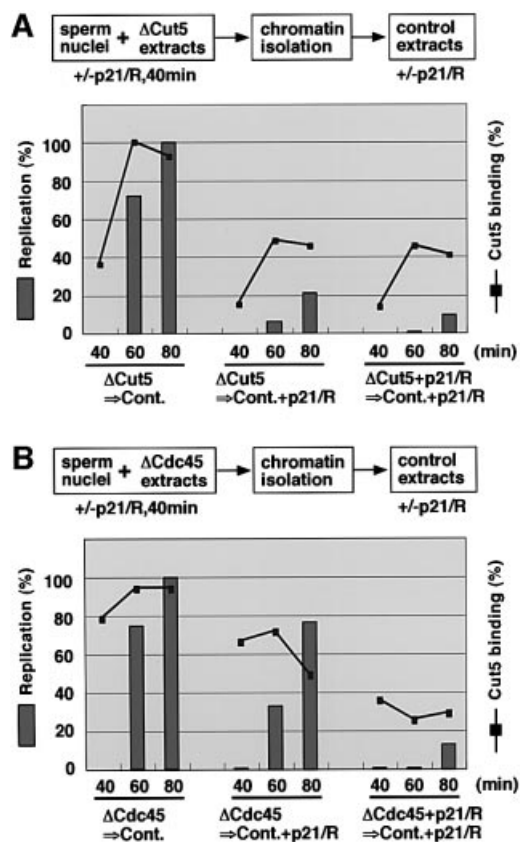 A
sperm nuclei + ΔCut5 extracts
chromatin isolation
control extracts
+/-p21/R,40min
+/-p21/R
Replication (%)
100
80
60
40
20
0
Cut5 binding (%)
40 60 80 40 60 80 40 60 80 (min)
ΔCut5 ⇒Cont.
ΔCut5 ⇒Cont.+p21/R
ΔCut5+p21/R ⇒Cont.+p21/R
B
sperm nuclei + ΔCdc45 extracts
chromatin isolation
control extracts
+/-p21/R,40min
+/-p21/R
Replication (%)
100
80
60
40
20
0
Cut5 binding (%)
40 60 80 40 60 80 40 60 80 (min)
ΔCdc45 ⇒Cont.
ΔCdc45 ⇒Cont.+p21/R
ΔCdc45+p21/R ⇒Cont.+p21/R